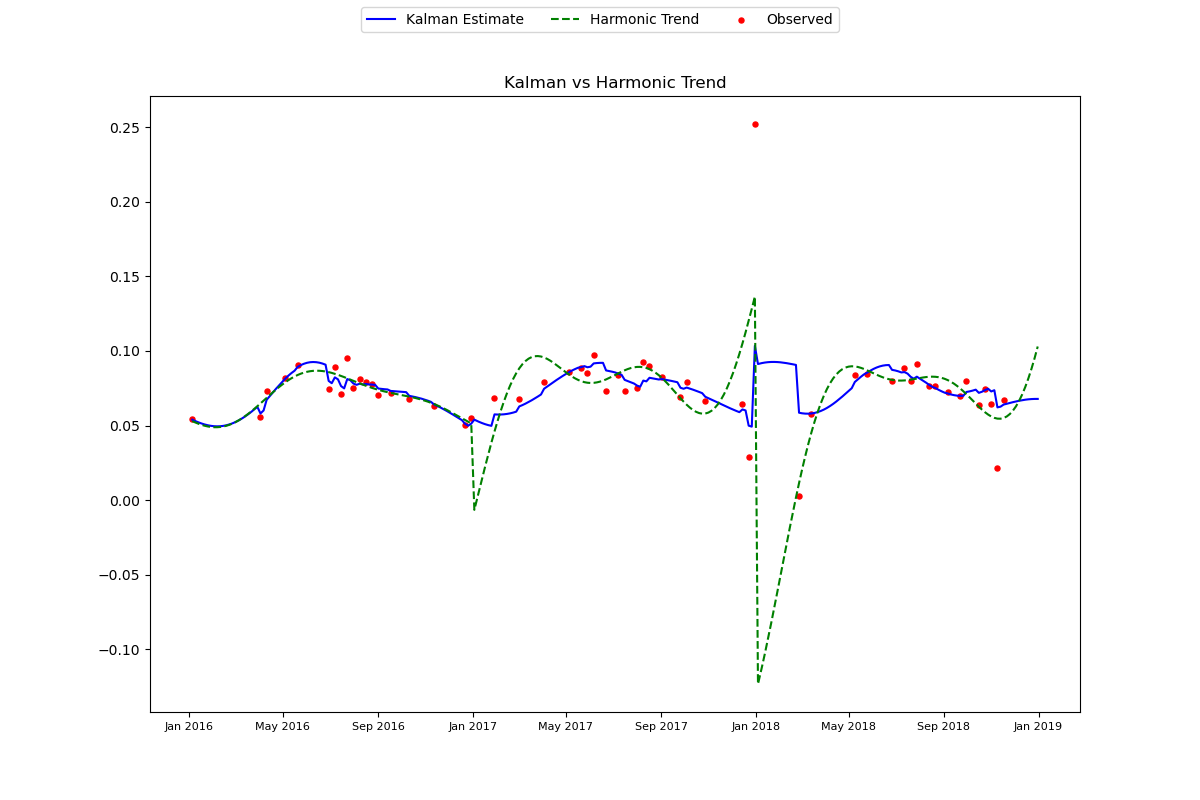 Kalman Estimate Harmonic Trend Observed
Kalman vs Harmonic Trend
0.25
0.20
0.15
0.10
0.05
0.00
−0.05
−0.10
Jan 2016 May 2016 Sep 2016 Jan 2017 May 2017 Sep 2017 Jan 2018 May 2018 Sep 2018 Jan 2019